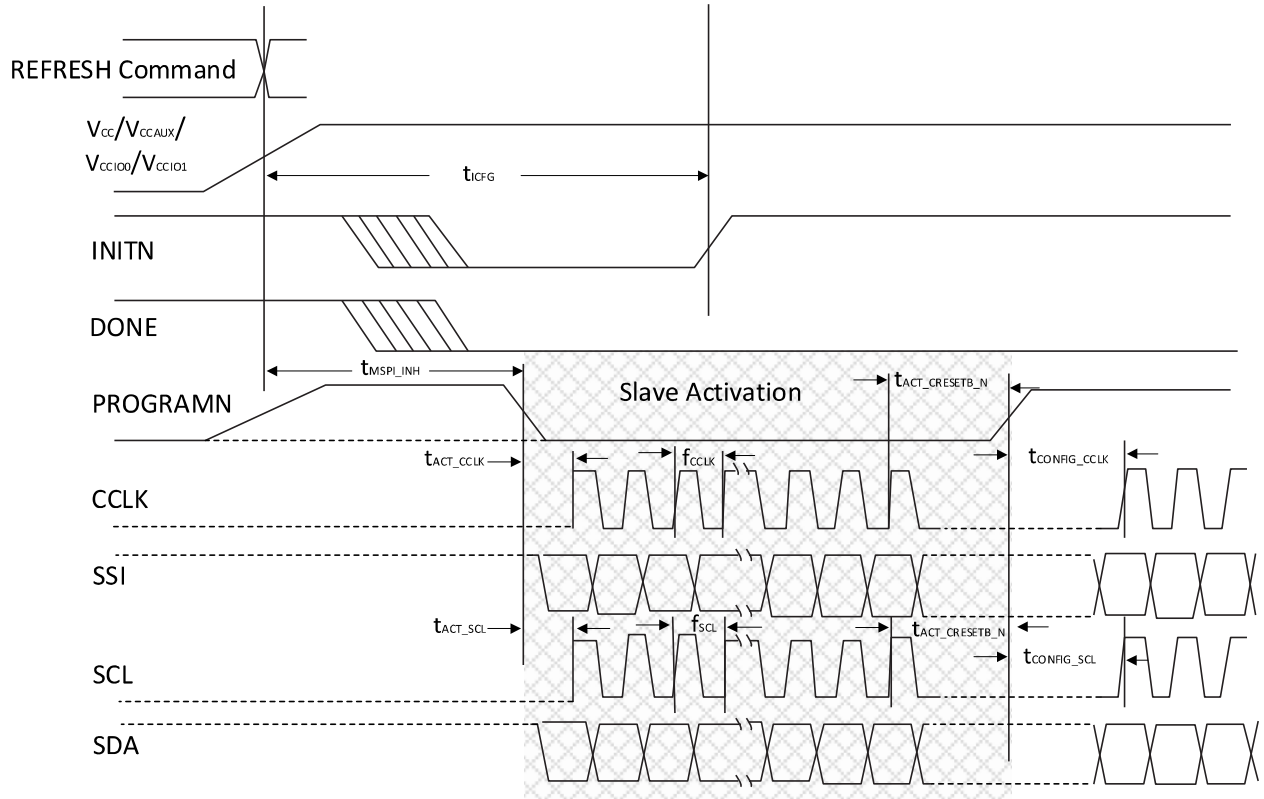 REFRESH Command
VCC/VCCAUX/
VCCIO0/VCCIO1
tICFG
INITN
DONE
tMSPI_INH
Slave Activation
tACT_CRESETB_N
PROGRAMN
tACT_CCLK
fCCLK
tCONFIG_CCLK
CCLK
SSI
tACT_SCL
fSCL
tACT_CRESETB_N
tCONFIG_SCL
SCL
SDA